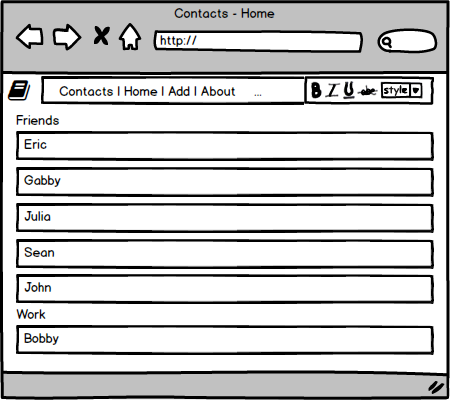 Contacts - Home
http://
Contacts | Home | Add | About ... B I U abc style
Friends
Eric
Gabby
Julia
Sean
John
Work
Bobby